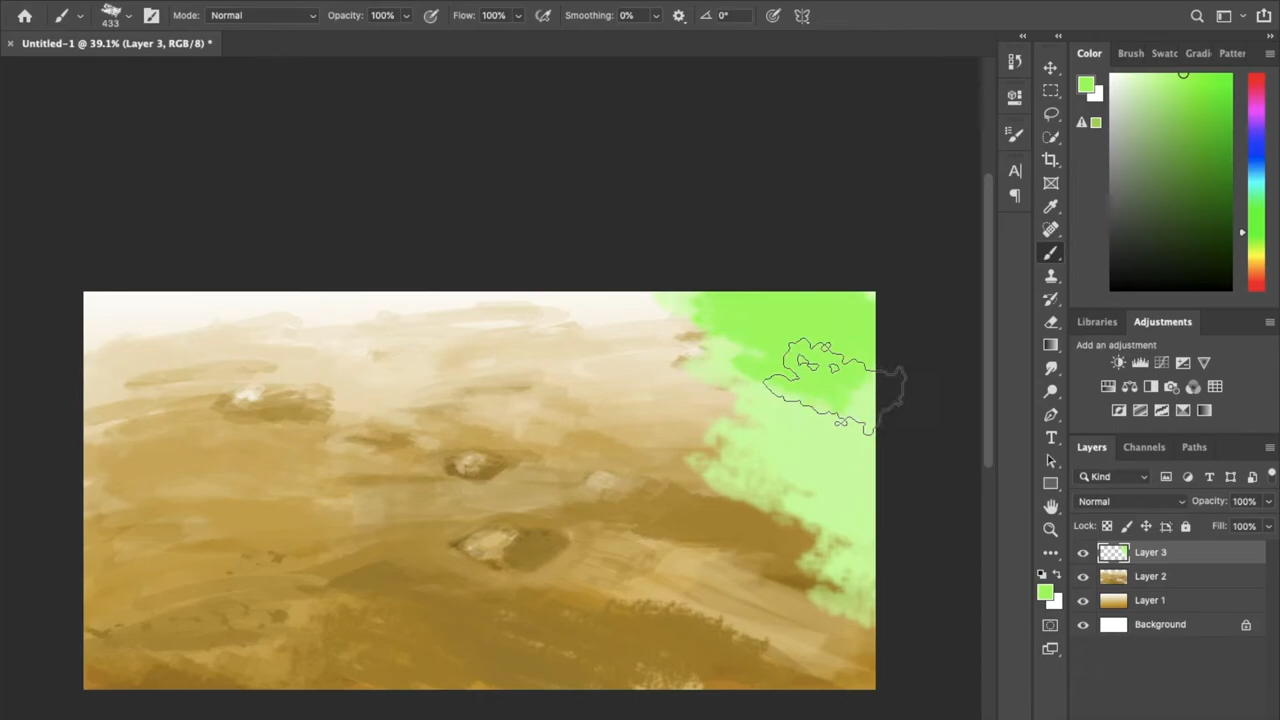 433
Mode: Normal Opacity: 100% Flow: 100% Smoothing: 0% 0°
× Untitled-1 @ 39.1% (Layer 3, RGB/8) *
Color Brush Swatc Gradi Patter
Libraries Adjustments
Add an adjustment
Layers Channels Paths
Kind
Normal Opacity: 100%
Lock: Fill: 100%
Layer 3
Layer 2
Layer 1
Background